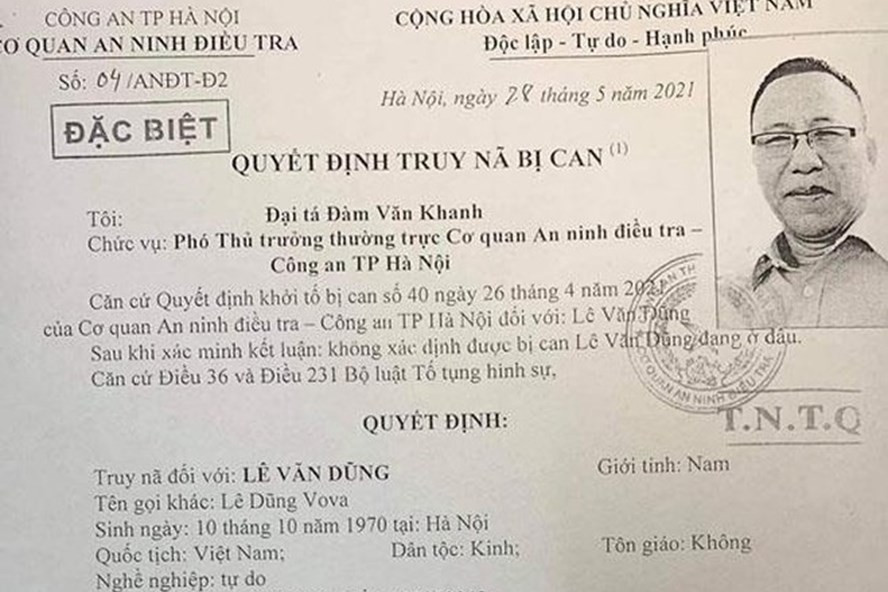 CÔNG AN TP HÀ NỘI
CƠ QUAN AN NINH ĐIỀU TRA
Số: 04/ANĐT-Đ2
ĐẶC BIỆT
CỘNG HÒA XÃ HỘI CHỦ NGHĨA VIỆT NAM
Độc lập - Tự do - Hạnh phúc
Hà Nội, ngày 28 tháng 5 năm 2021
QUYẾT ĐỊNH TRUY NÃ BỊ CAN (1)
Tôi: Đại tá Đàm Văn Khanh
Chức vụ: Phó Thủ trưởng thường trực Cơ quan An ninh điều tra –
Công an TP Hà Nội
Căn cứ Quyết định khởi tố bị can số 40 ngày 26 tháng 4 năm 2021
của Cơ quan An ninh điều tra – Công an TP Hà Nội đối với: Lê Văn Dũng
Sau khi xác minh kết luận: không xác định được bị can Lê Văn Dũng đang ở đâu.
Căn cứ Điều 36 và Điều 231 Bộ luật Tố tụng hình sự,
CƠ QUAN AN NINH ĐIỀU TRA
T.N.T.Q
QUYẾT ĐỊNH:
Truy nã đối với: LÊ VĂN DŨNG Giới tính: Nam
Tên gọi khác: Lê Dũng Vova
Sinh ngày: 10 tháng 10 năm 1970 tại: Hà Nội
Quốc tịch: Việt Nam; Dân tộc: Kinh; Tôn giáo: Không
Nghề nghiệp: tự do